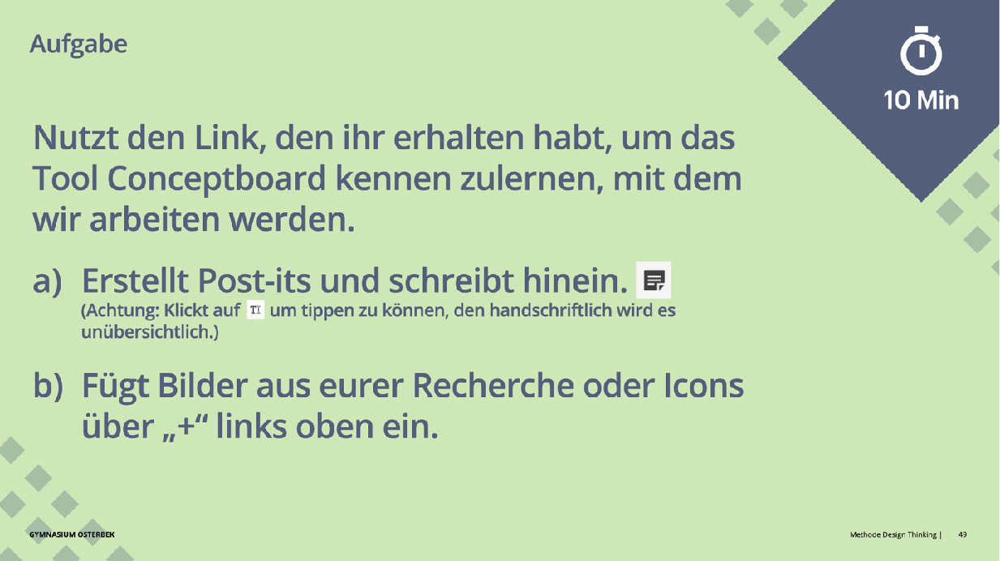 Aufgabe
10 Min
Nutzt den Link, den ihr erhalten habt, um das
Tool Conceptboard kennen zulernen, mit dem
wir arbeiten werden.
a) Erstellt Post-its und schreibt hinein.
(Achtung: Klickt auf TI um tippen zu können, den handschriftlich wird es
unübersichtlich.)
b) Fügt Bilder aus eurer Recherche oder Icons
über „+“ links oben ein.
GYMNASIUM OSTERBEK
Methode Design Thinking | 49